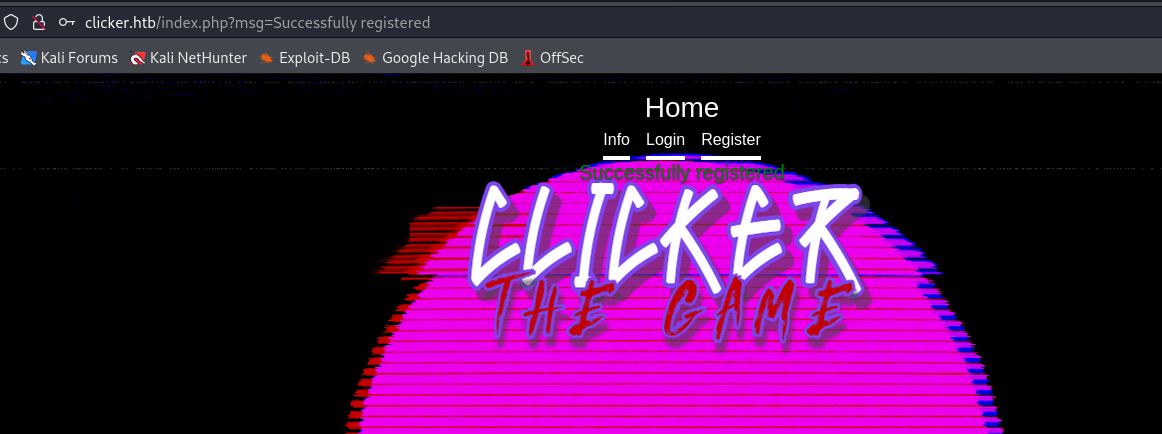 clicker.htb/index.php?msg=Successfully registered
cs Kali Forums Kali NetHunter Exploit-DB Google Hacking DB OffSec
Home
Info Login Register
Successfully registered
CLICKER
THE GAME